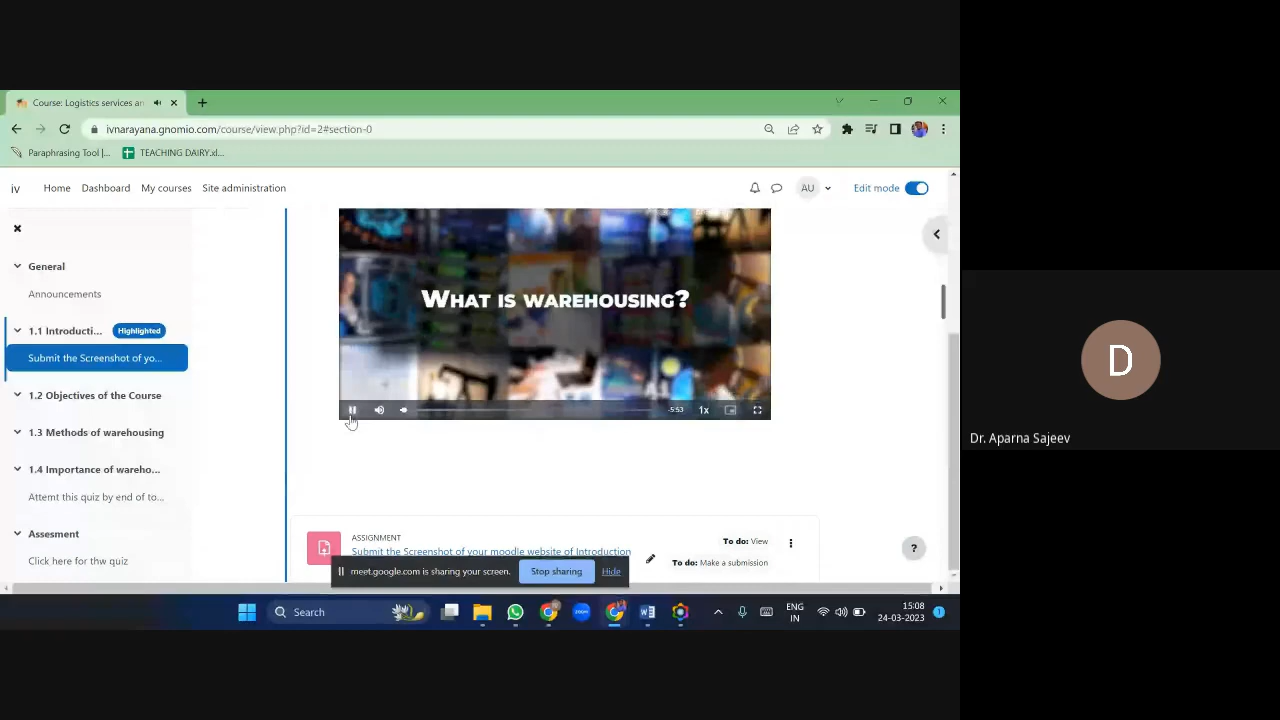 Course: Logistics services an
ivnarayana.gnomio.com/course/view.php?id=2#section-0
Paraphrasing Tool |...
TEACHING DAIRY.xl...
iv
Home
Dashboard
My courses
Site administration
AU
Edit mode
General
Announcements
1.1 Introducti...
Highlighted
Submit the Screenshot of yo...
1.2 Objectives of the Course
1.3 Methods of warehousing
1.4 Importance of wareho...
Attemt this quiz by end of to...
Assesment
Click here for thw quiz
WHAT IS WAREHOUSING?
-5:53
1x
ASSIGNMENT
Submit the Screenshot of your moodle website of Introduction
To do: View
To do: Make a submission
?
meet.google.com is sharing your screen.
Stop sharing
Hide
Search
zoom
ENG
IN
15:08
24-03-2023
1
D
Dr. Aparna Sajeev